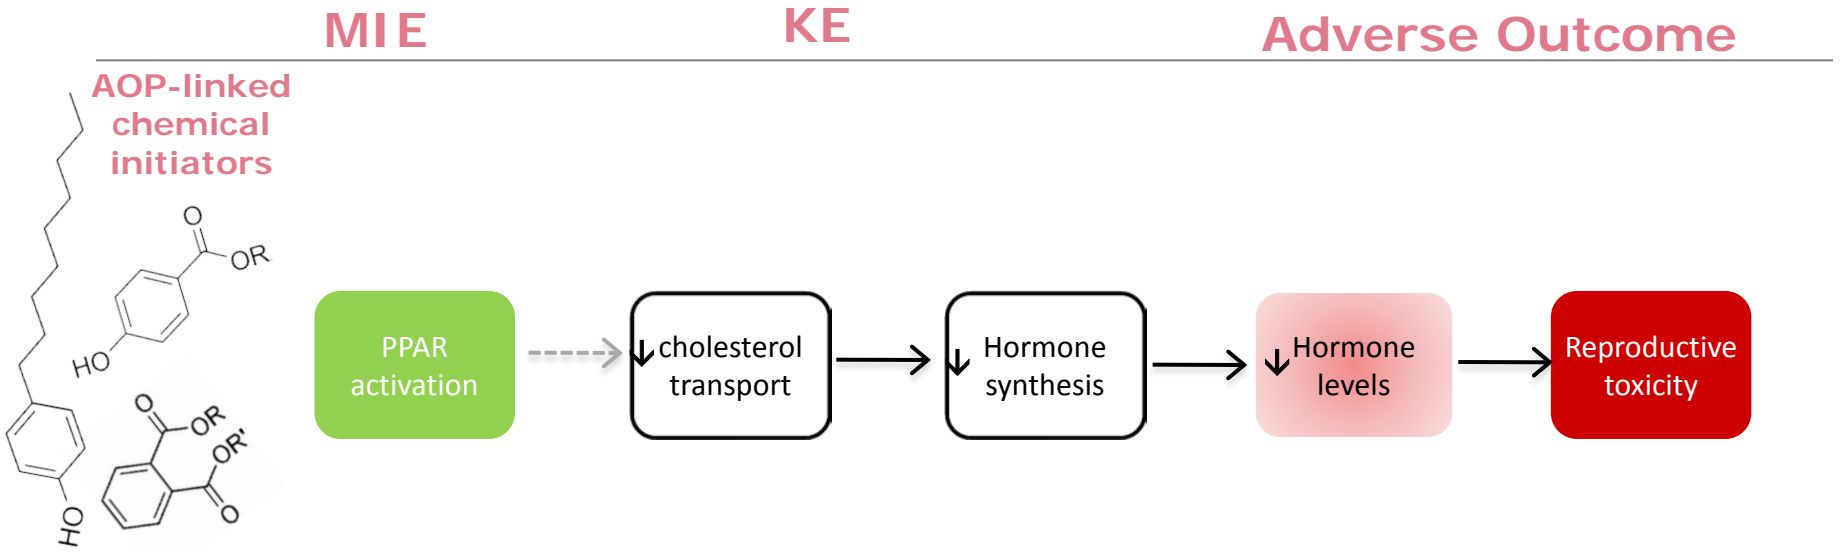 MIE
KE
Adverse Outcome
AOP-linked
chemical
initiators
O
OR
HO
O
OR
OR'
O
HO
PPAR
activation
↓ cholesterol
transport
↓ Hormone
synthesis
↓ Hormone
levels
Reproductive
toxicity